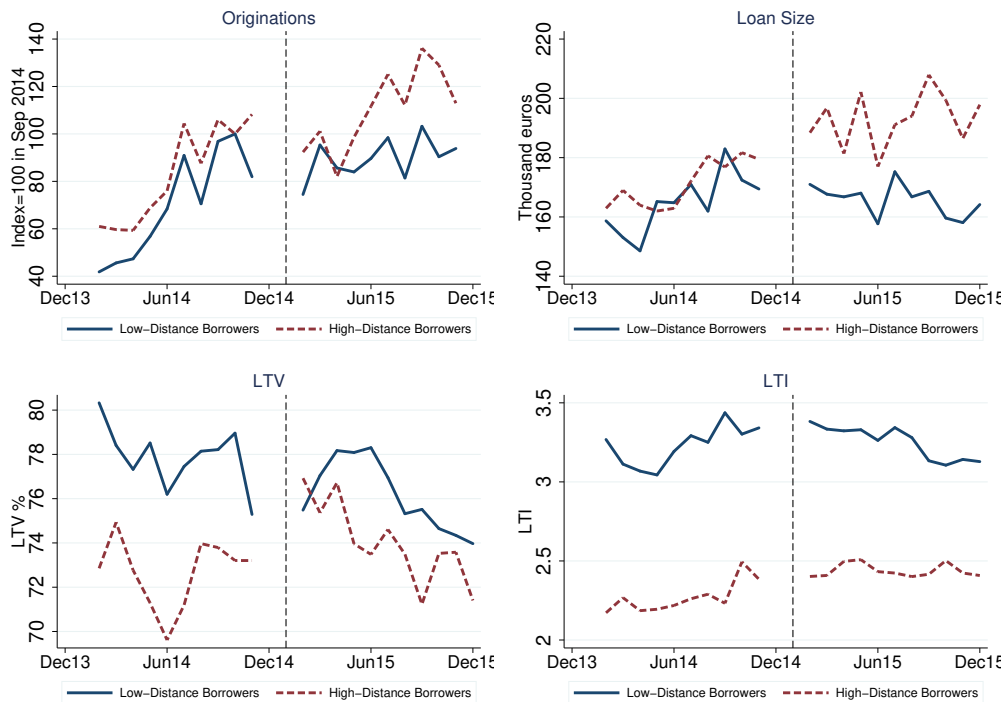 Originations
Index=100 in Sep 2014
140
120
100
80
60
40
Dec13
Jun14
Dec14
Jun15
Dec15
Low−Distance Borrowers
High−Distance Borrowers
Loan Size
Thousand euros
220
200
180
160
140
Dec13
Jun14
Dec14
Jun15
Dec15
Low−Distance Borrowers
High−Distance Borrowers
LTV
LTV %
80
78
76
74
72
70
Dec13
Jun14
Dec14
Jun15
Dec15
Low−Distance Borrowers
High−Distance Borrowers
LTI
LTI
3.5
3
2.5
2
Dec13
Jun14
Dec14
Jun15
Dec15
Low−Distance Borrowers
High−Distance Borrowers